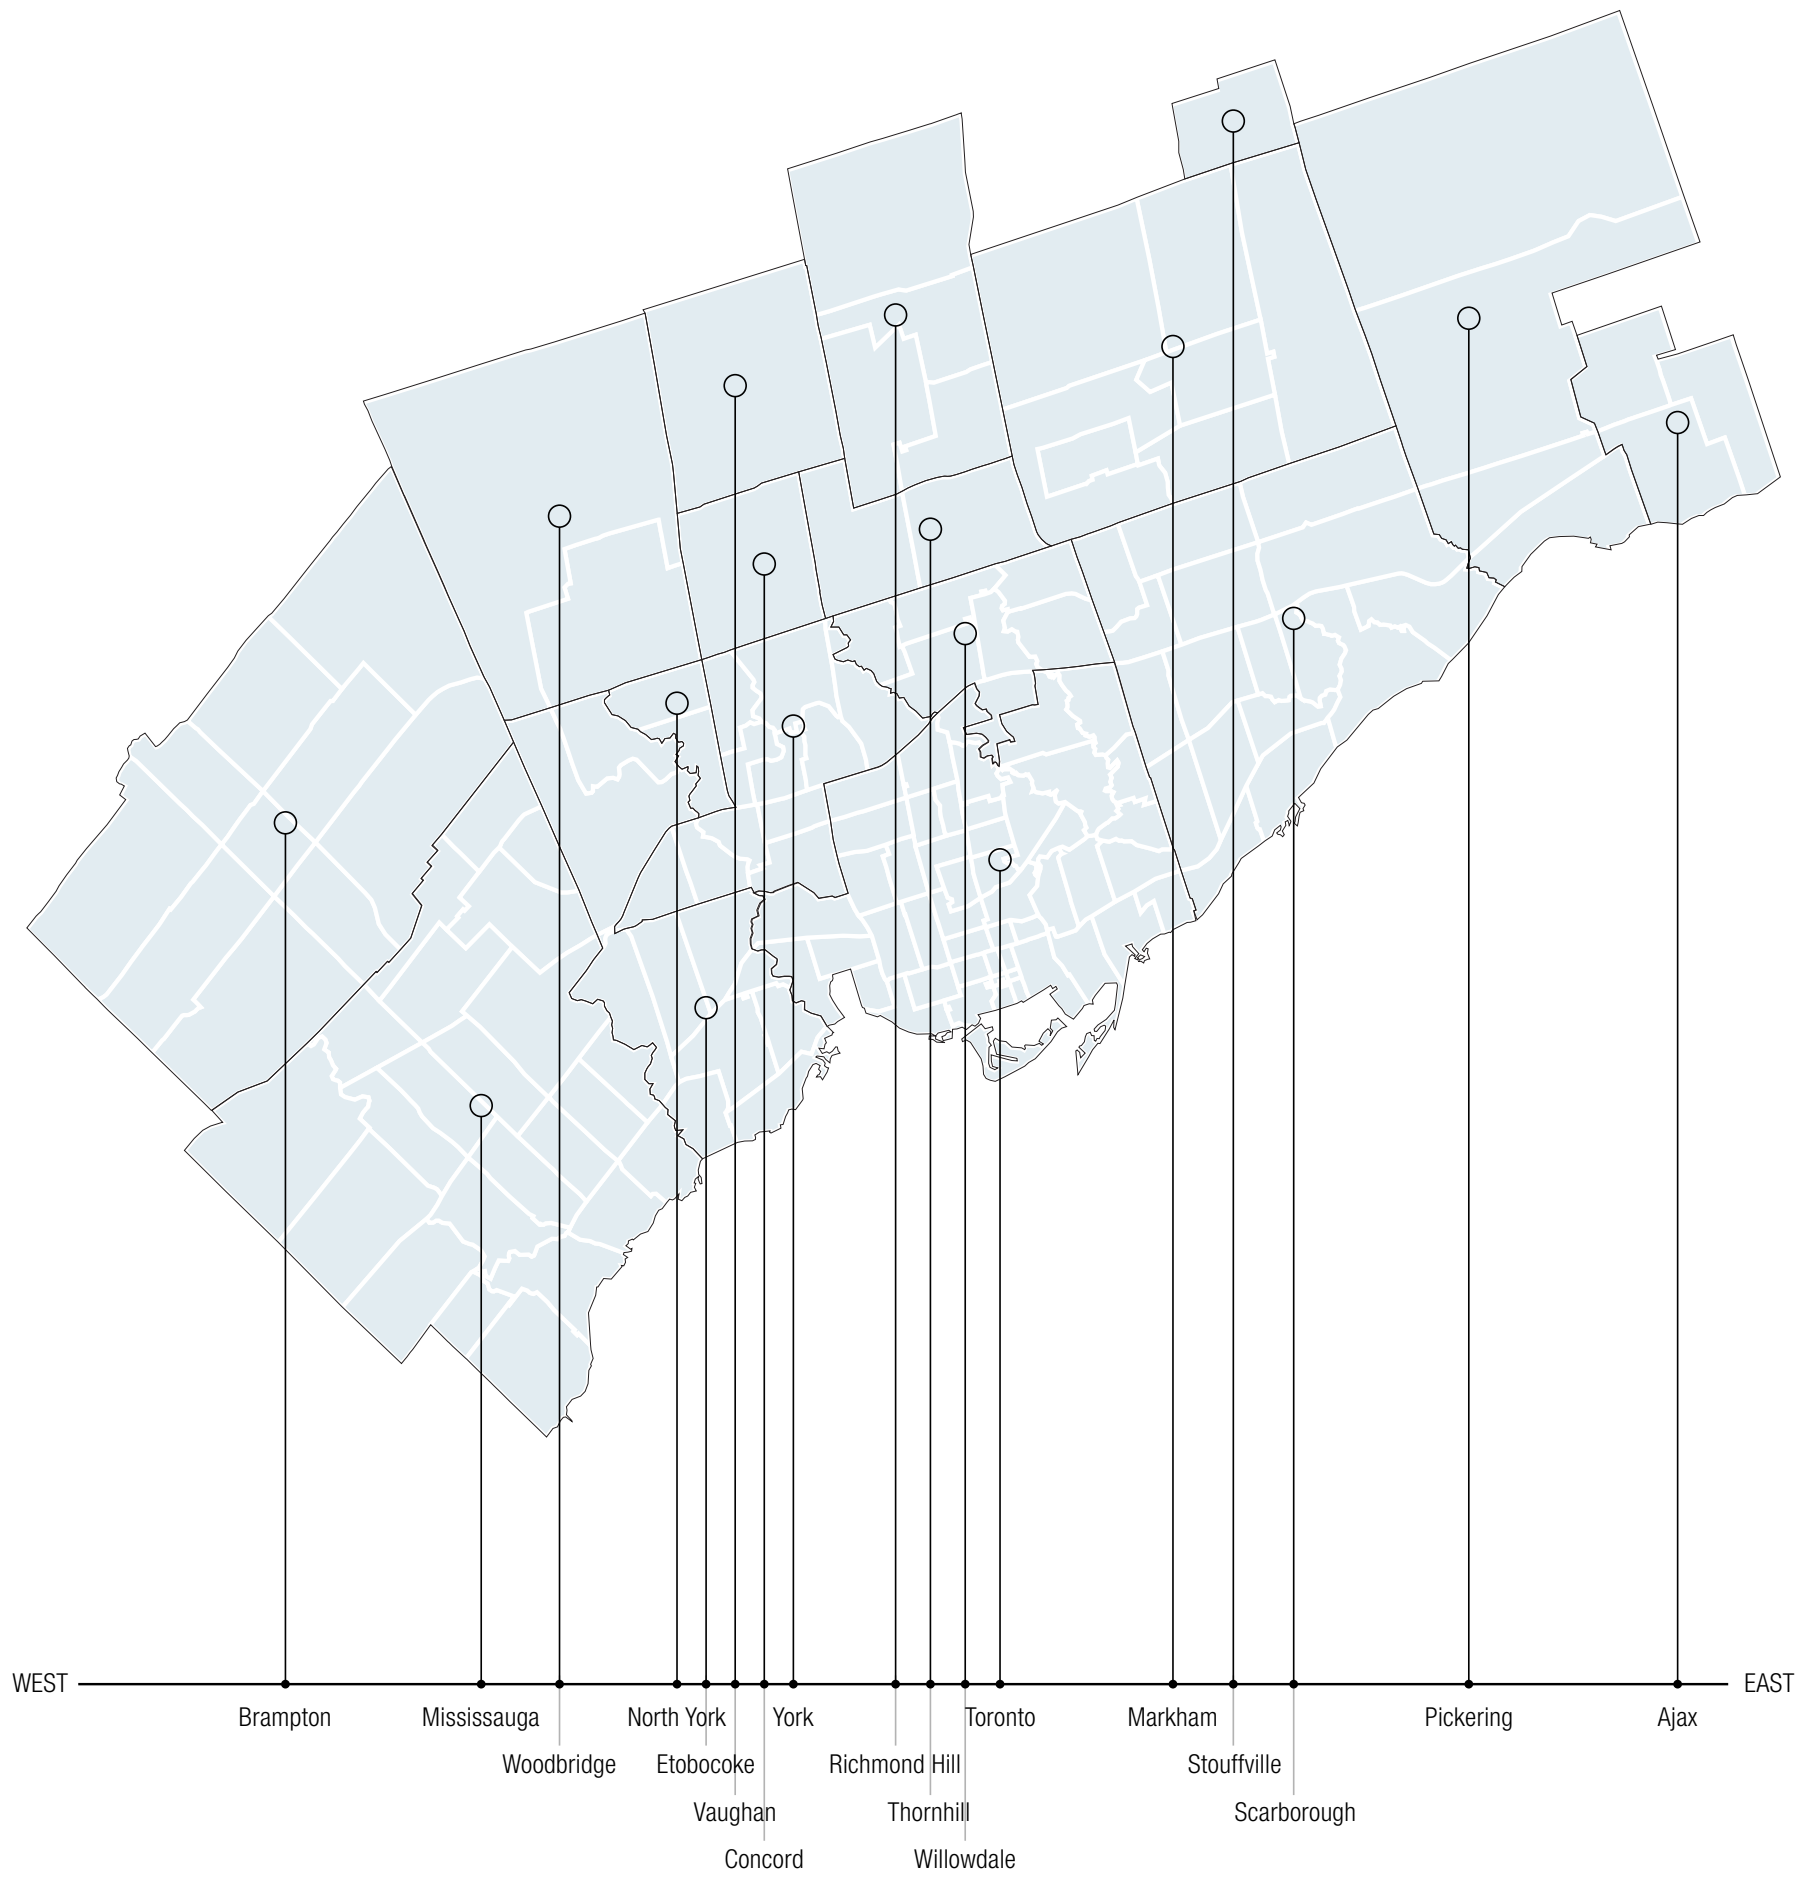 WEST
EAST
Brampton
Mississauga
North York
York
Toronto
Markham
Pickering
Ajax
Woodbridge
Etobocoke
Richmond Hill
Stouffville
Vaughan
Thornhill
Scarborough
Concord
Willowdale